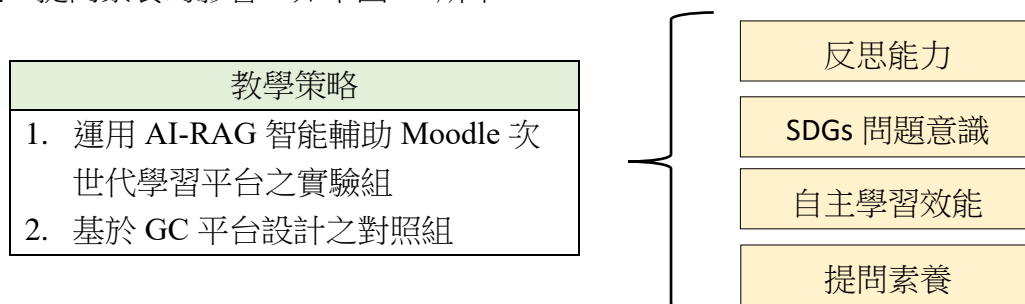 教學策略
1. 運用 AI-RAG 智能輔助 Moodle 次
世代學習平台之實驗組
2. 基於 GC 平台設計之對照組
反思能力
SDGs 問題意識
自主學習效能
提問素養